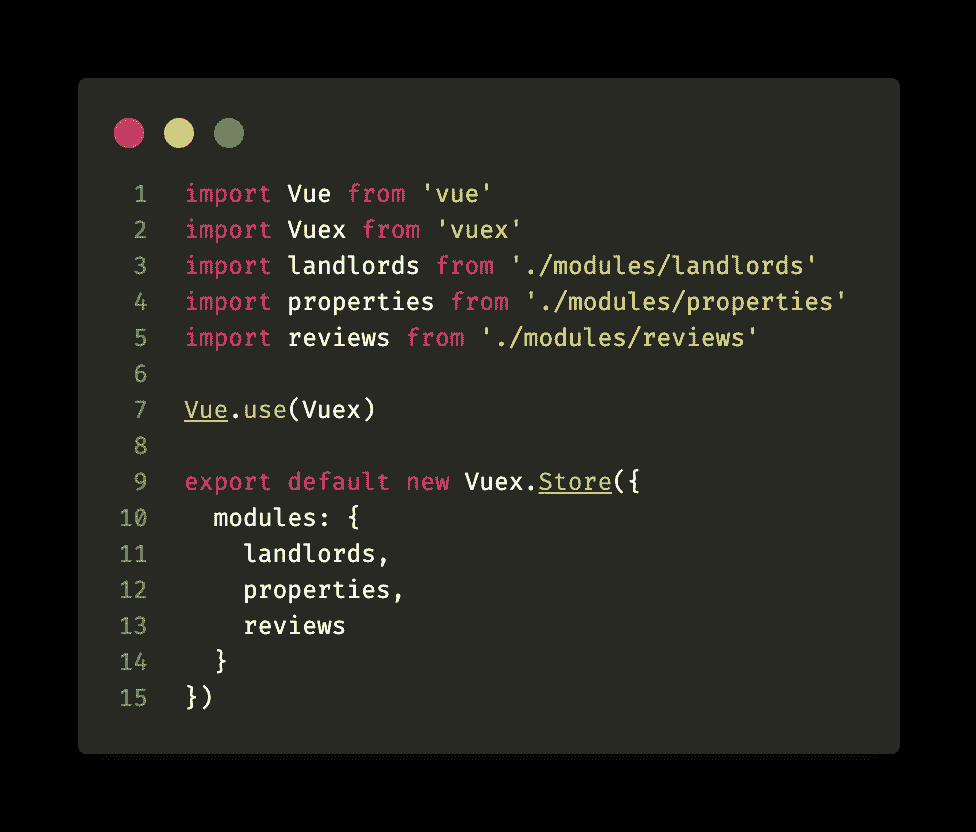 1 import Vue from 'vue'
2 import Vuex from 'vuex'
3 import landlords from './modules/landlords'
4 import properties from './modules/properties'
5 import reviews from './modules/reviews'
6
7 Vue.use(Vuex)
8
9 export default new Vuex.Store({
10   modules: {
11     landlords,
12     properties,
13     reviews
14   }
15 })